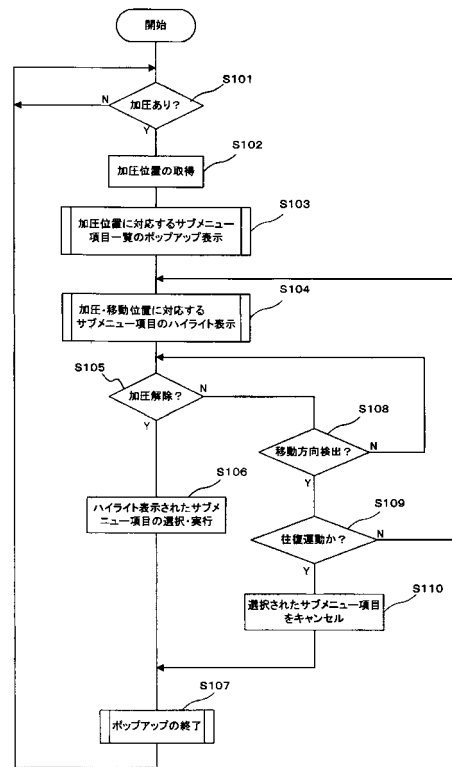 開始
S101
加圧あり？
N
Y
S102
加圧位置の取得
S103
加圧位置に対応するサブメニュー
項目一覧のポップアップ表示
S104
加圧・移動位置に対応する
サブメニュー項目のハイライト表示
S105
加圧解除？
N
Y
S108
移動方向検出？
N
Y
S106
ハイライト表示されたサブメ
ニュー項目の選択・実行
S109
往復運動か？
N
Y
S110
選択されたサブメニュー項目
をキャンセル
S107
ポップアップの終了